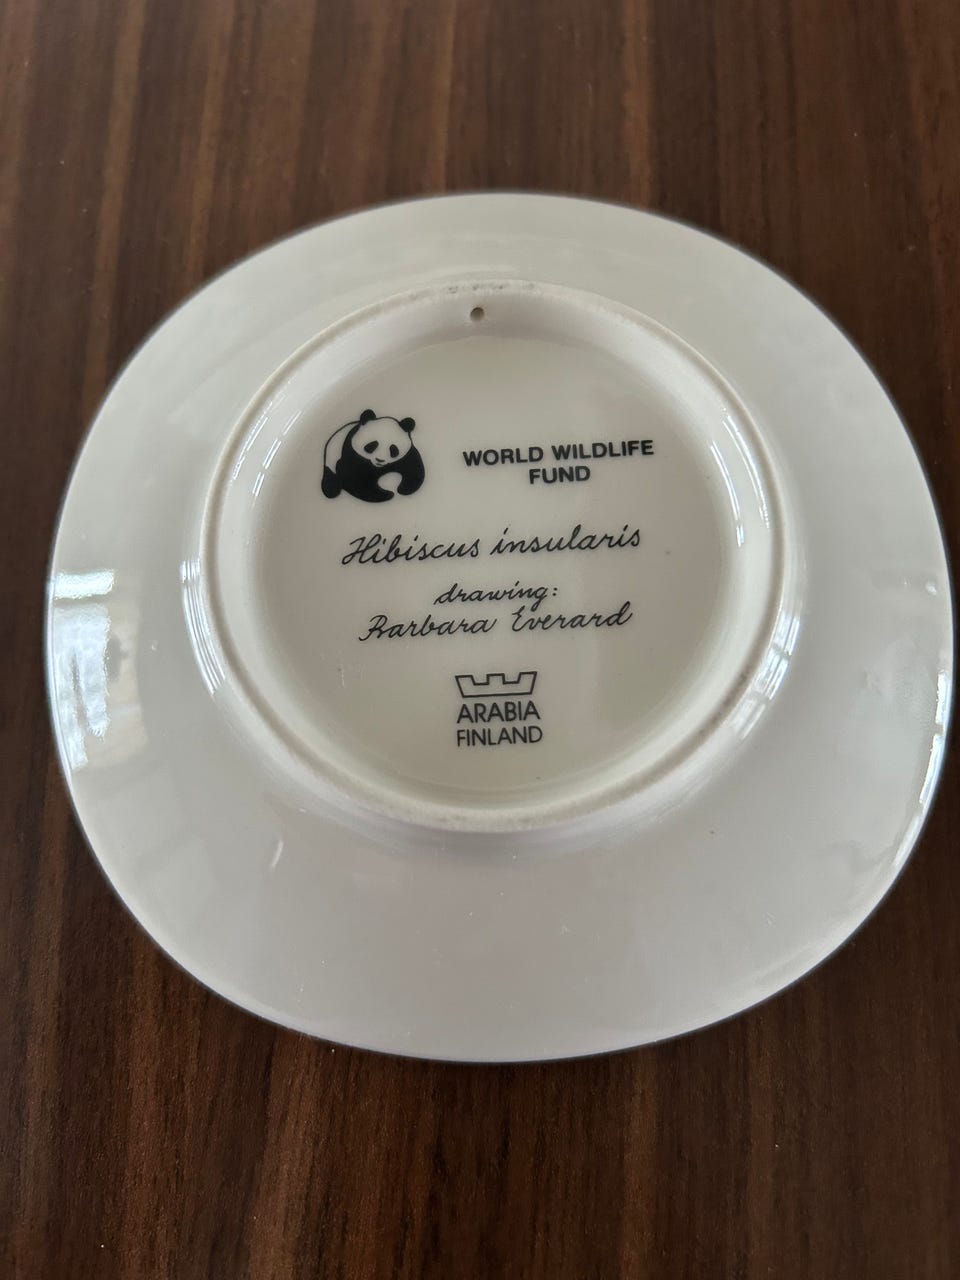 WORLD WILDLIFE
FUND
Hibiscus insularis
drawing:
Barbara Everard
ARABIA
FINLAND